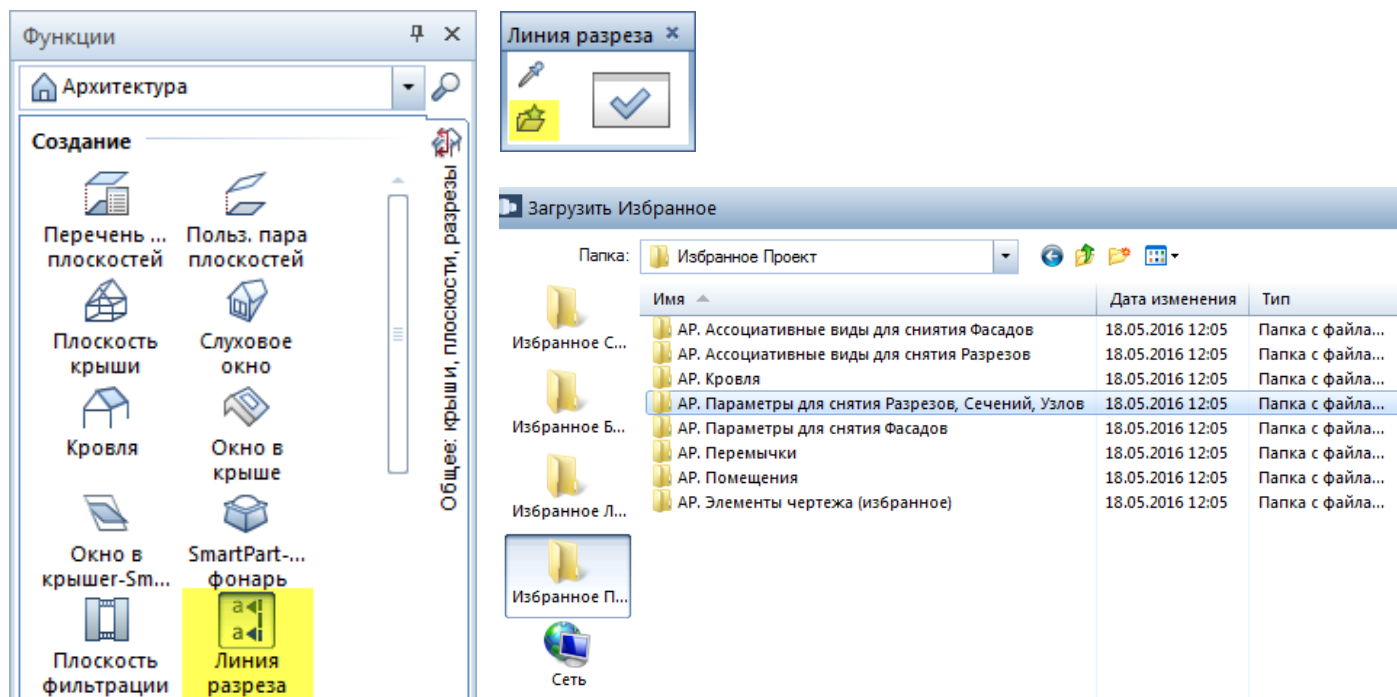 Функции
Архитектура
Создание
Перечень ...
плоскостей
Польз. пара
плоскостей
Плоскость
крыши
Слуховое
окно
Кровля
Окно в
крыше
Окно в
крышег-Sm...
SmartPart-...
фонарь
Плоскость
фильтрации
a
a
Линия
разреза
Общее: крыши, плоскости, разрезы
Линия разреза
Загрузить Избранное
Папка:
Избранное Проект
Избранное С...
Избранное Б...
Избранное Л...
Избранное П...
Сеть
Имя Дата изменения Тип
АР. Ассоциативные виды для сниятия Фасадов 18.05.2016 12:05 Папка с файла...
АР. Ассоциативные виды для снятия Разрезов 18.05.2016 12:05 Папка с файла...
АР. Кровля 18.05.2016 12:05 Папка с файла...
АР. Параметры для снятия Разрезов, Сечений, Узлов 18.05.2016 12:05 Папка с файла...
АР. Параметры для снятия Фасадов 18.05.2016 12:05 Папка с файла...
АР. Перемычки 18.05.2016 12:05 Папка с файла...
АР. Помещения 18.05.2016 12:05 Папка с файла...
АР. Элементы чертежа (избранное) 18.05.2016 12:05 Папка с файла...